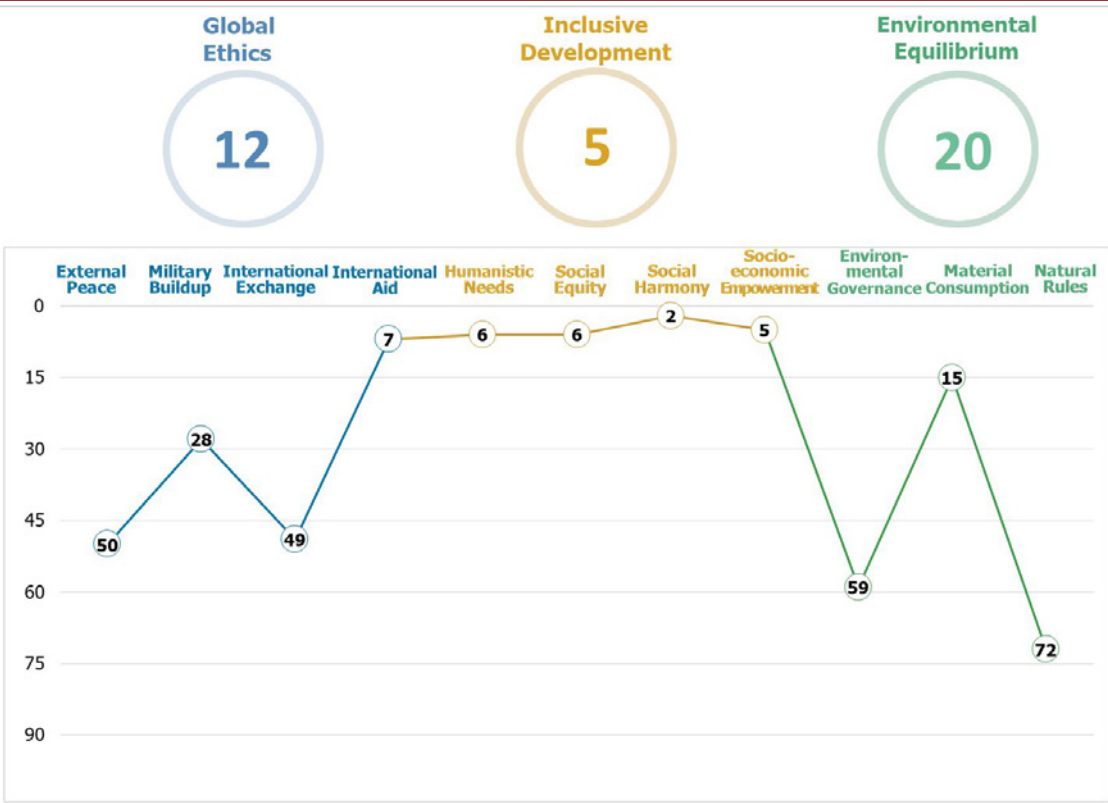 Global
Ethics
12
Inclusive
Development
5
Environmental
Equilibrium
20
External
Peace
Military
Buildup
International
Exchange
International
Aid
Humanistic
Needs
Social
Equity
Social
Harmony
Socio-
economic
Empowerment
Environ-
mental
Governance
Material
Consumption
Natural
Rules
0
15
30
45
60
75
90
50
28
49
7
6
6
2
5
59
15
72